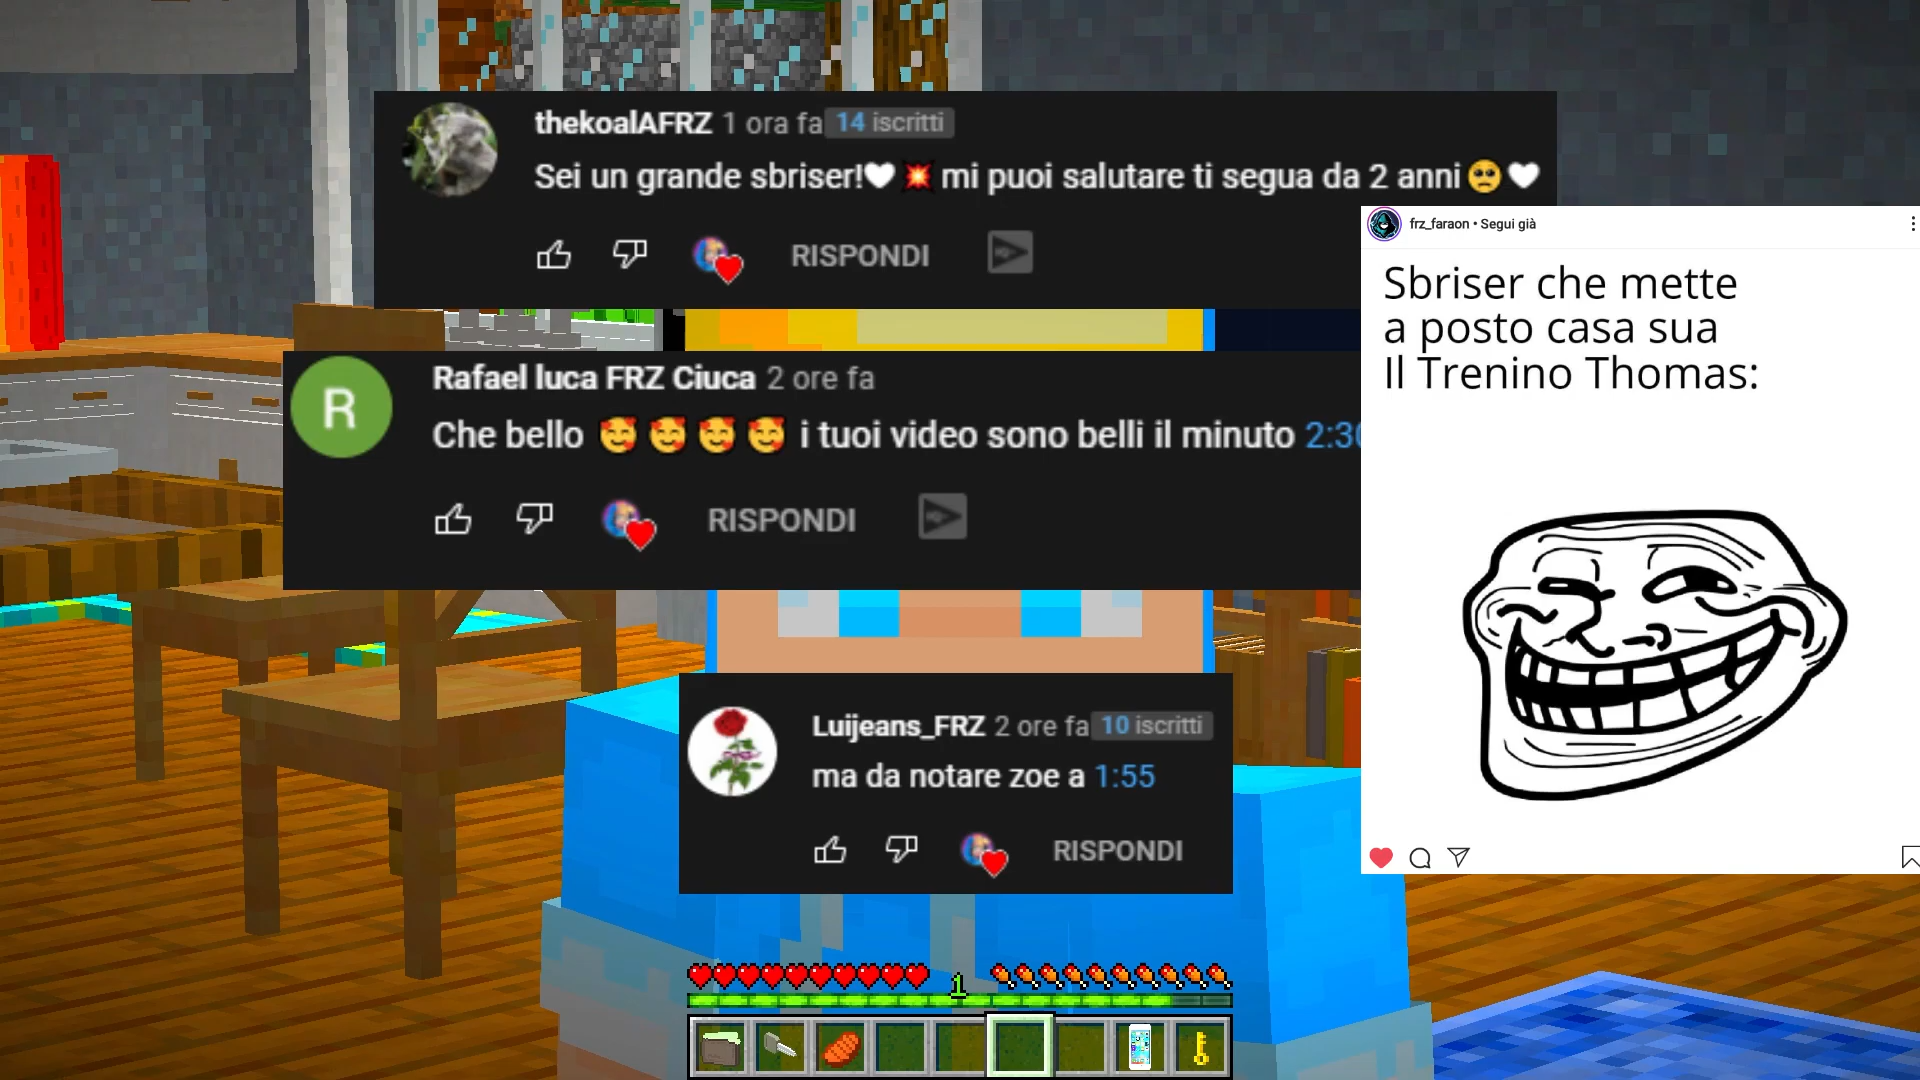 thekoalAFRZ 1 ora fa 14 iscritti
Sei un grande sbriser!🤍💥 mi puoi salutare ti segua da 2 anni🥺🤍
RISPONDI
frz_faraon • Segui già
Sbriser che mette
a posto casa sua
Il Trenino Thomas:
R
Rafael luca FRZ Ciuca 2 ore fa
Che bello 🥰 🥰 🥰 🥰 i tuoi video sono belli il minuto 2:30
RISPONDI
Luijeans_FRZ 2 ore fa 10 iscritti
ma da notare zoe a 1:55
RISPONDI
1